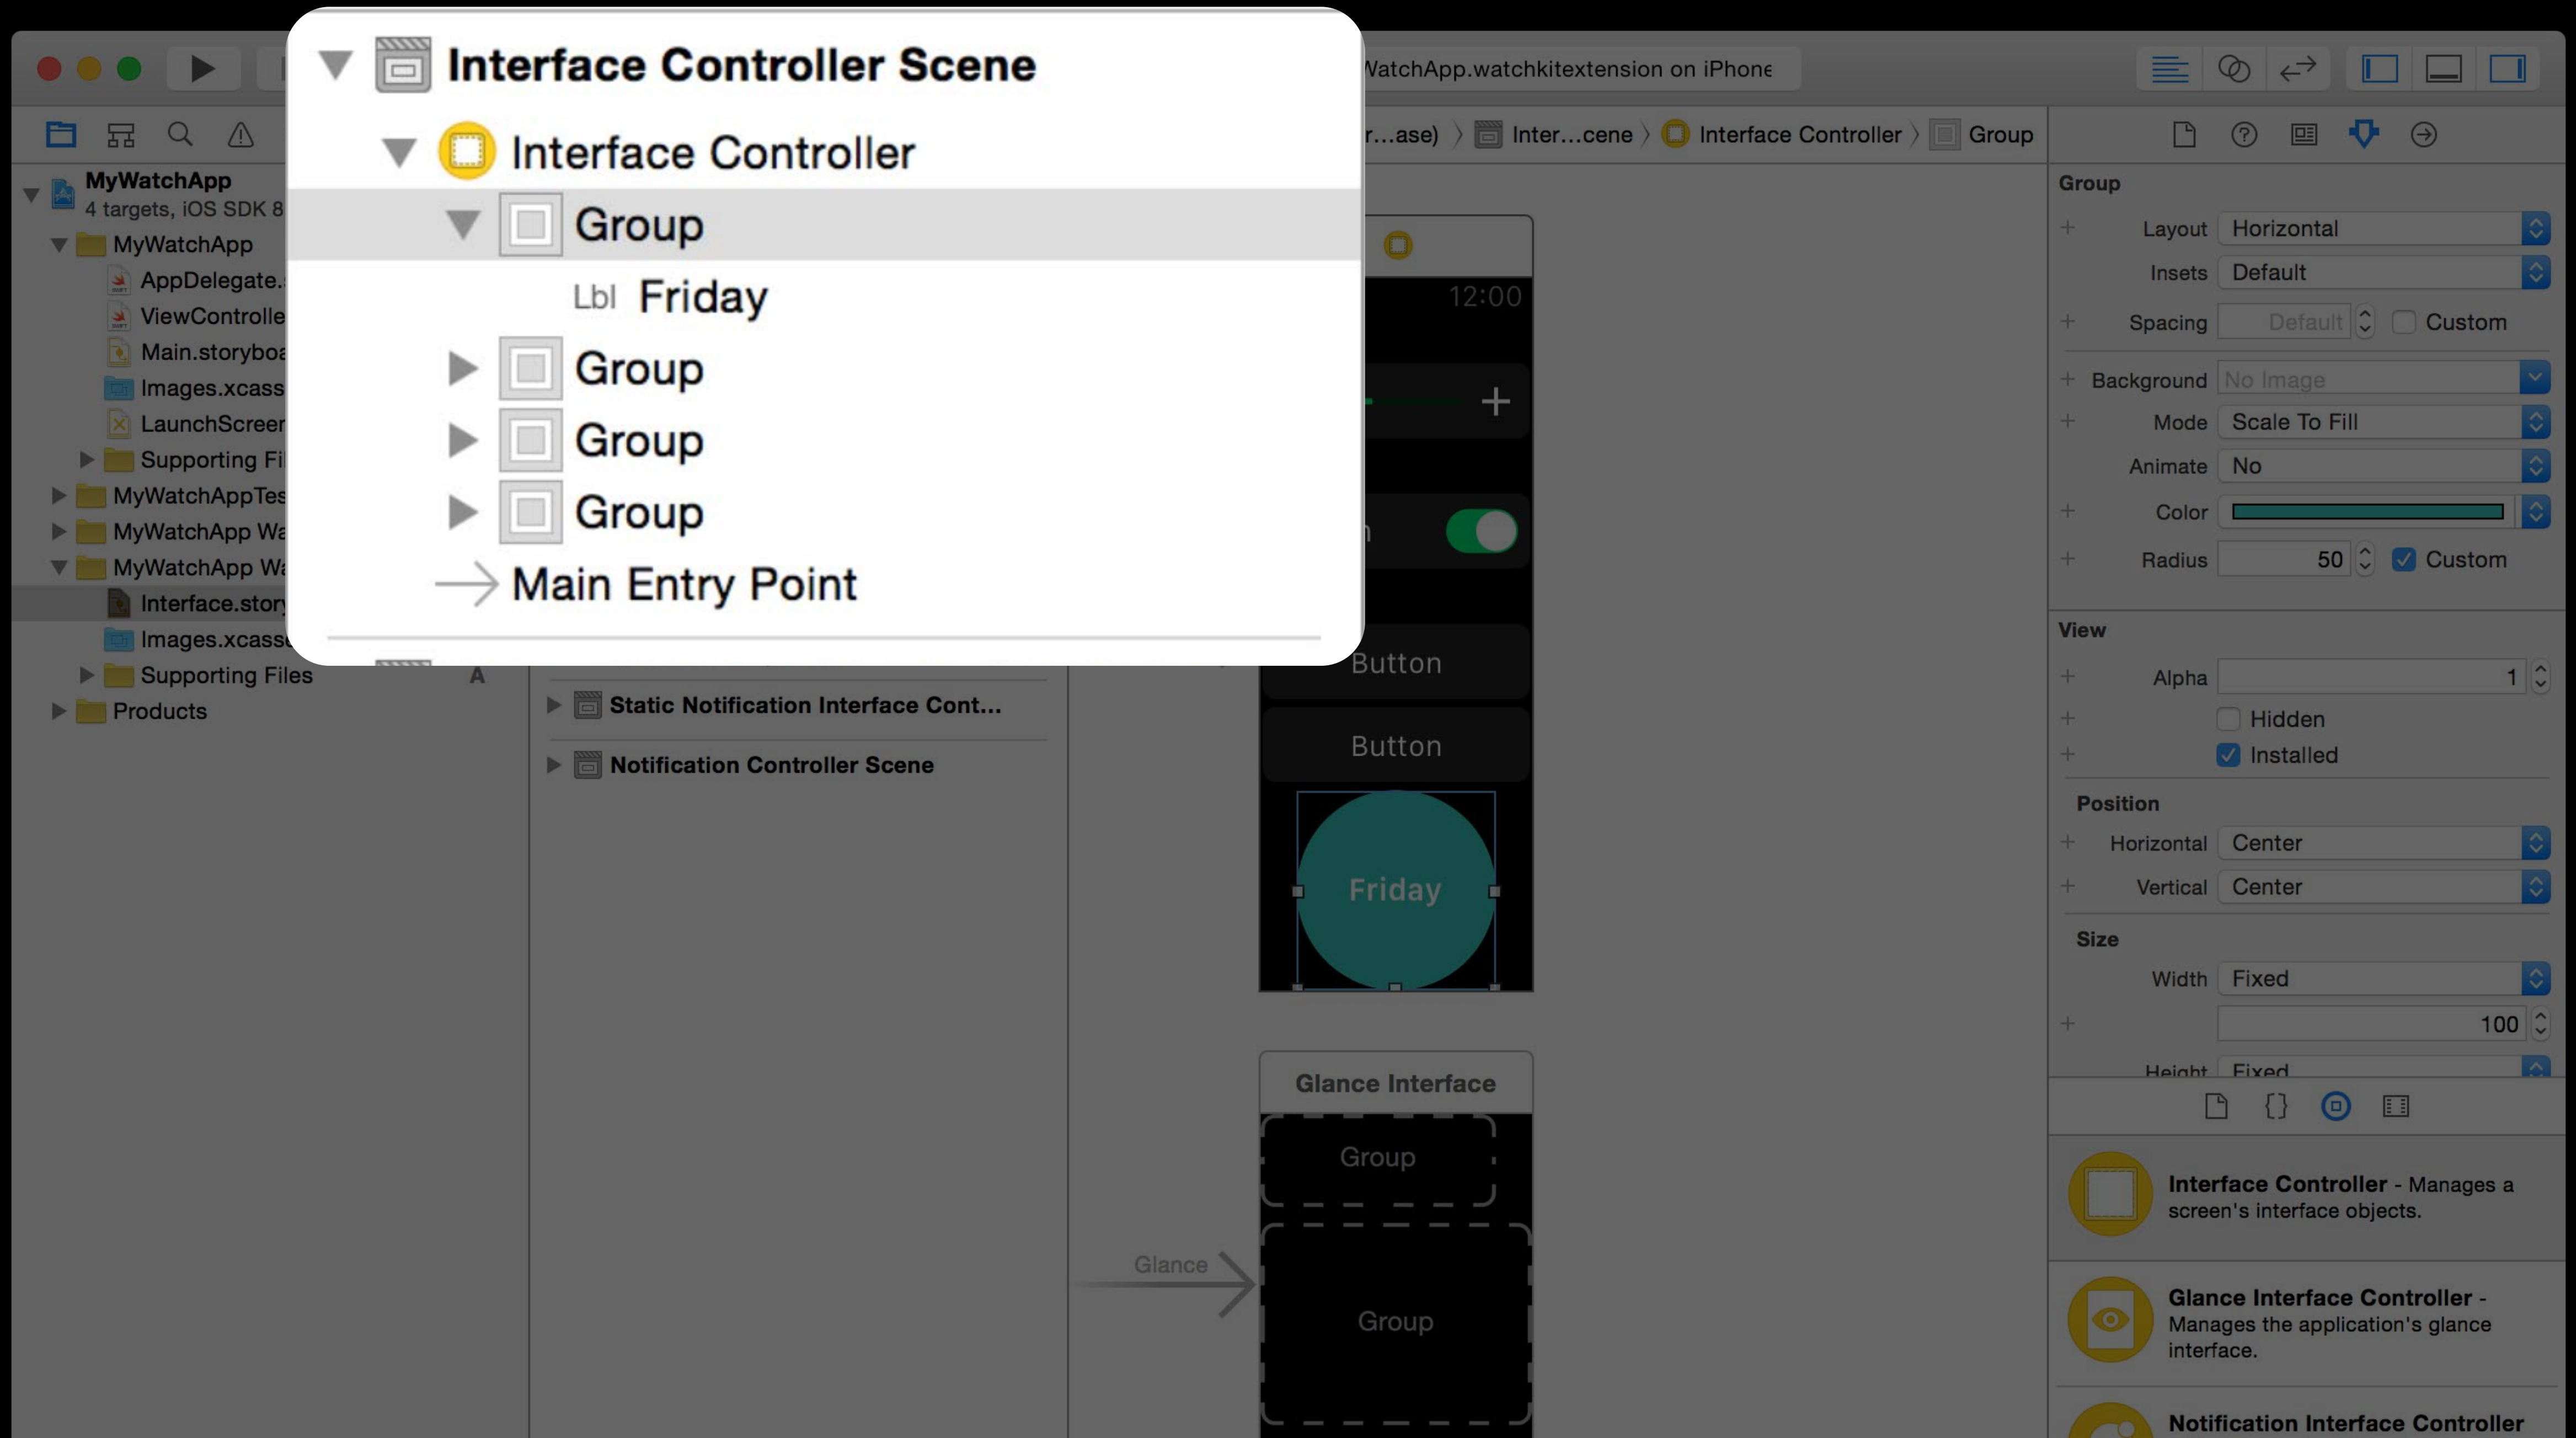 Interface Controller Scene
Interface Controller
Group
Lbl Friday
Group
Group
Group
Main Entry Point
WatchApp.watchkitextension on iPhone
r...ase) Inter...cene Interface Controller Group
MyWatchApp
4 targets, iOS SDK 8
MyWatchApp
AppDelegate.
ViewControlle
Main.storyboa
Images.xcass
LaunchScreen
Supporting Fi
MyWatchAppTes
MyWatchApp Wa
MyWatchApp Wa
Interface.story
Images.xcasse
Supporting Files
A
Products
Static Notification Interface Cont...
Notification Controller Scene
12:00
Button
Button
Friday
Glance Interface
Group
Glance
Group
Group
Layout Horizontal
Insets Default
Spacing Default Custom
Background No Image
Mode Scale To Fill
Animate No
Color
Radius 50 Custom
View
Alpha 1
Hidden
Installed
Position
Horizontal Center
Vertical Center
Size
Width Fixed
100
Height Fixed
Interface Controller - Manages a
screen's interface objects.
Glance Interface Controller -
Manages the application's glance
interface.
Notification Interface Controller